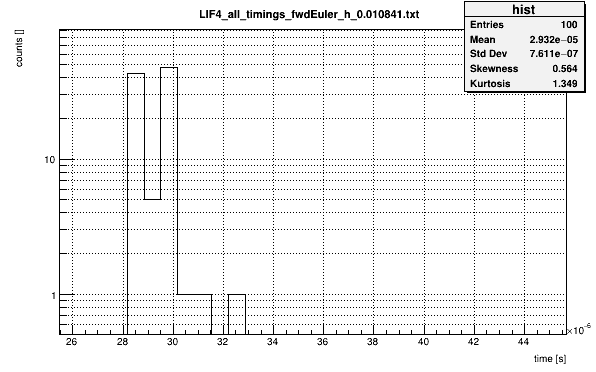 LIF4_all_timings_fwdEuler_h_0.010841.txt
hist
Entries 100
Mean 2.932e−05
Std Dev 7.611e−07
Skewness 0.564
Kurtosis 1.349
counts []
10
1
26 28 30 32 34 36 38 40 42 44
×10⁻⁶
time [s]